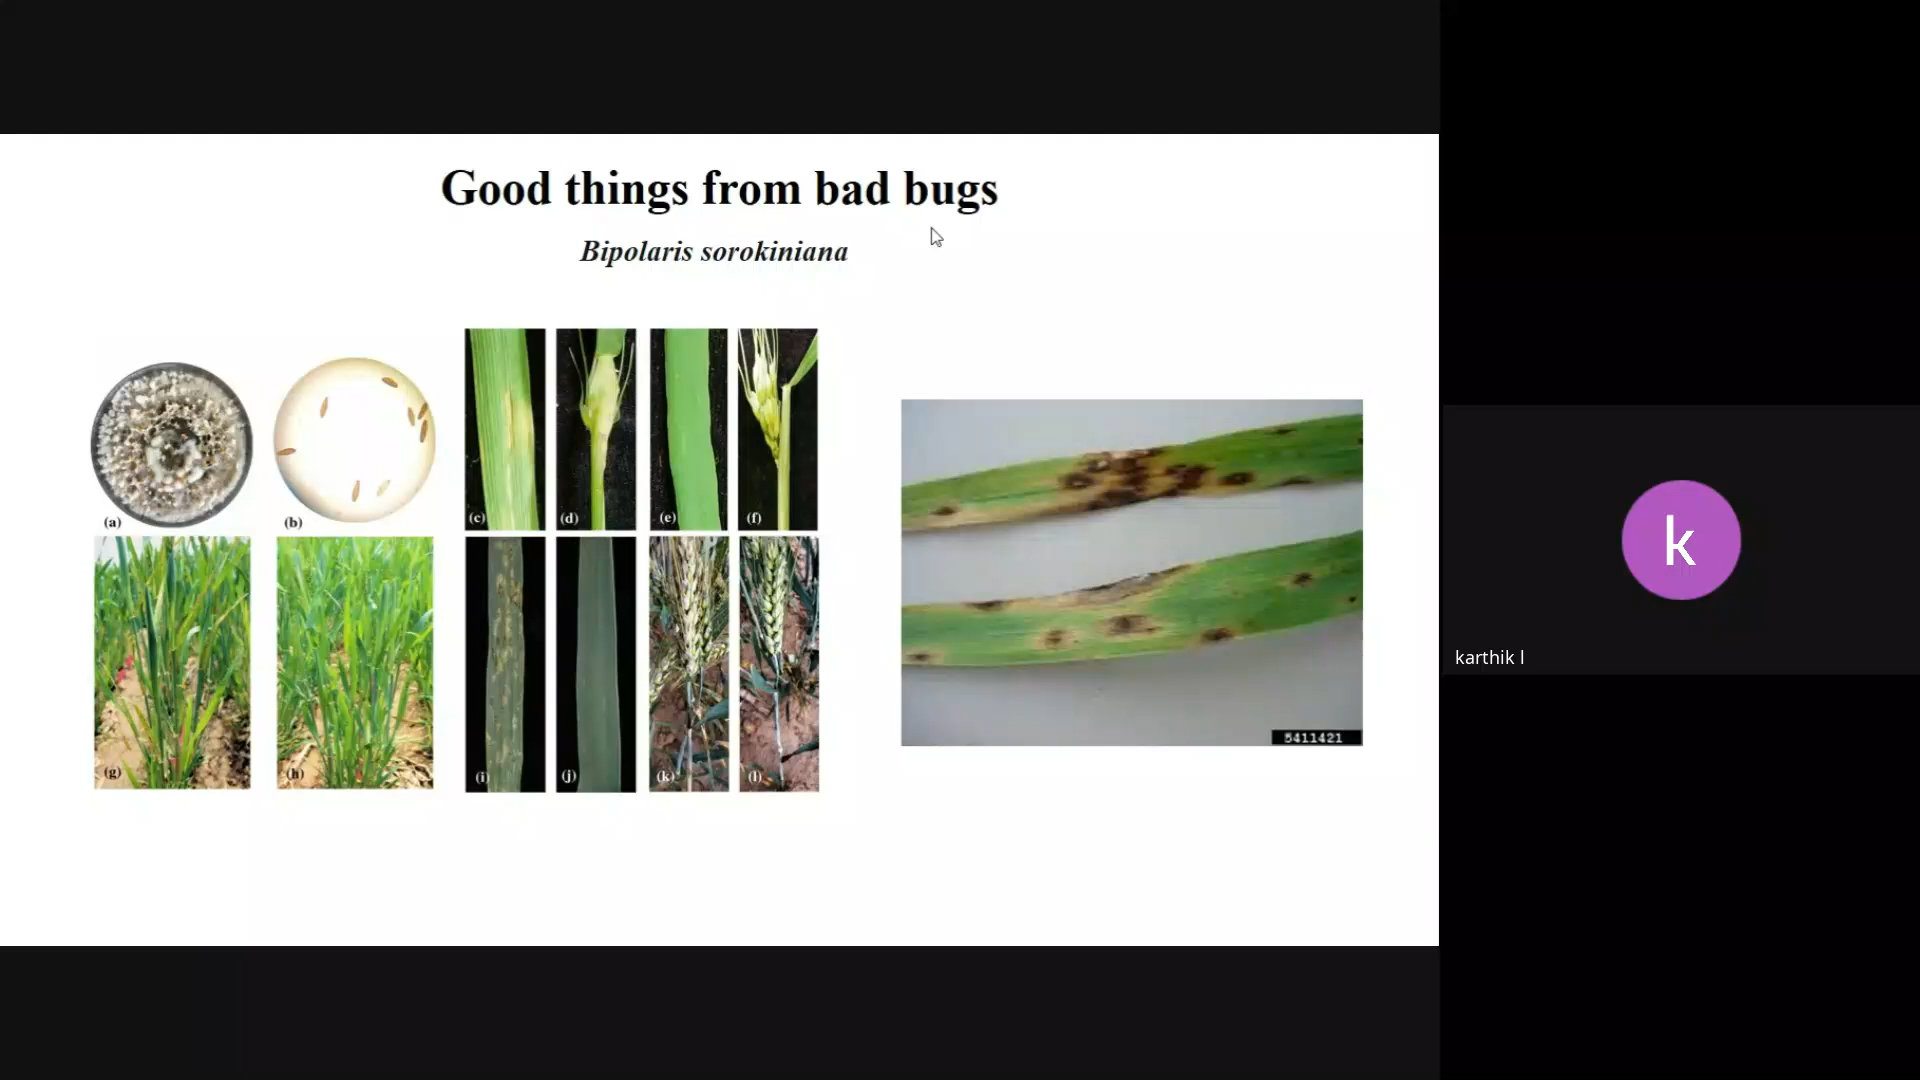 Good things from bad bugs
Bipolaris sorokiniana
(a)
(b)
(c)
(d)
(e)
(f)
(g)
(h)
(i)
(j)
(k)
(l)
5411421
k
karthik l